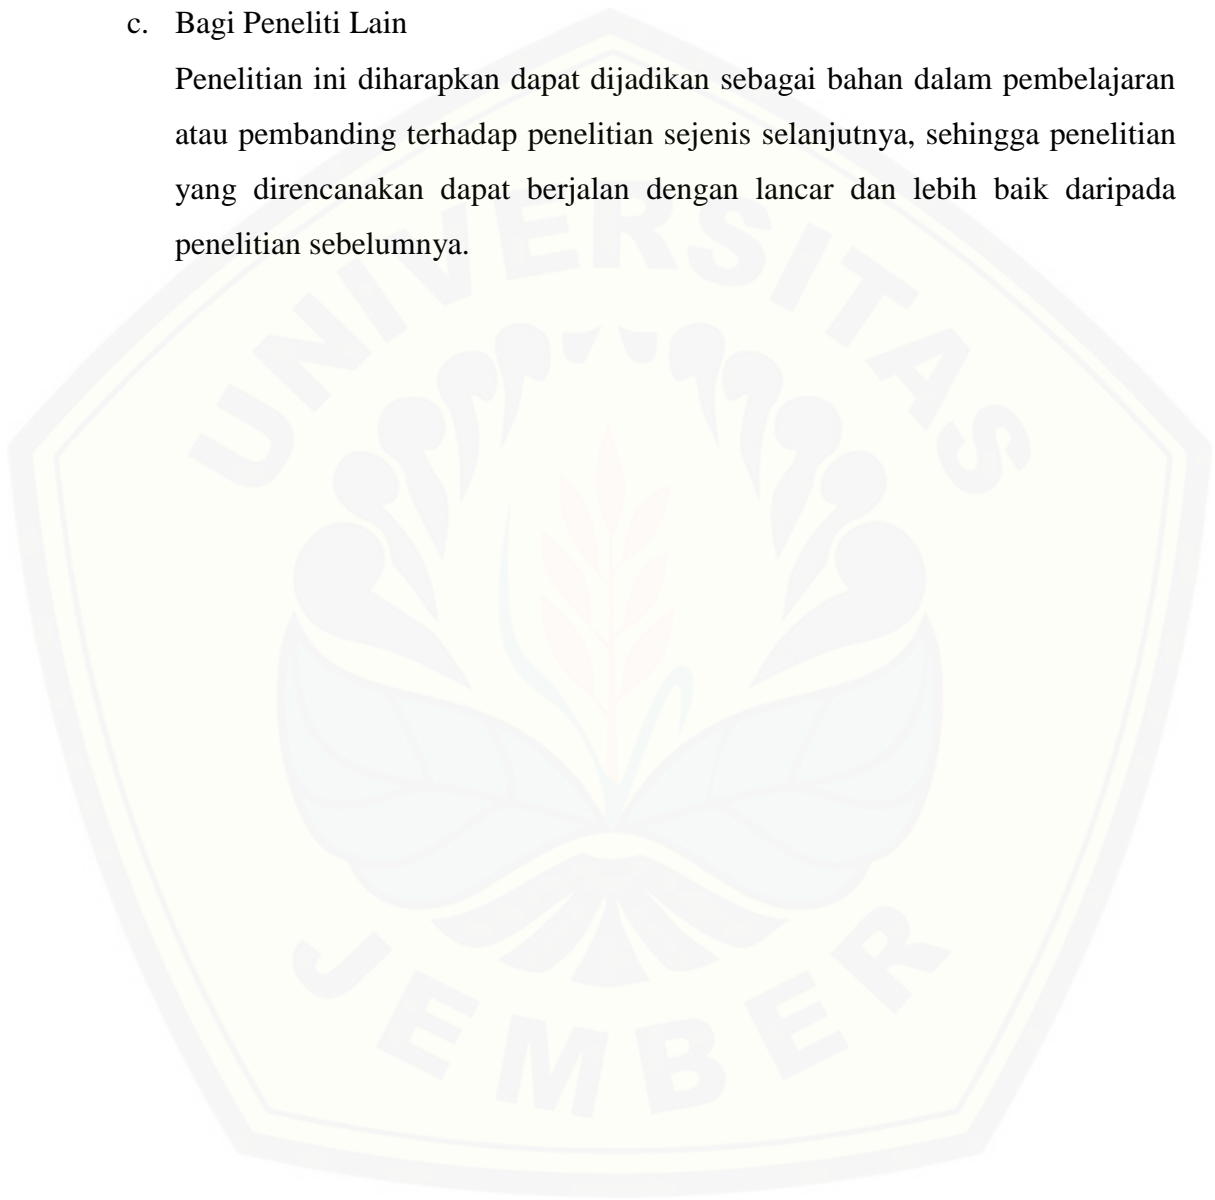 c. Bagi Peneliti Lain
Penelitian ini diharapkan dapat dijadikan sebagai bahan dalam pembelajaran
atau pembanding terhadap penelitian sejenis selanjutnya, sehingga penelitian
yang direncanakan dapat berjalan dengan lancar dan lebih baik daripada
penelitian sebelumnya.
UNIVERSITAS
JEMBER